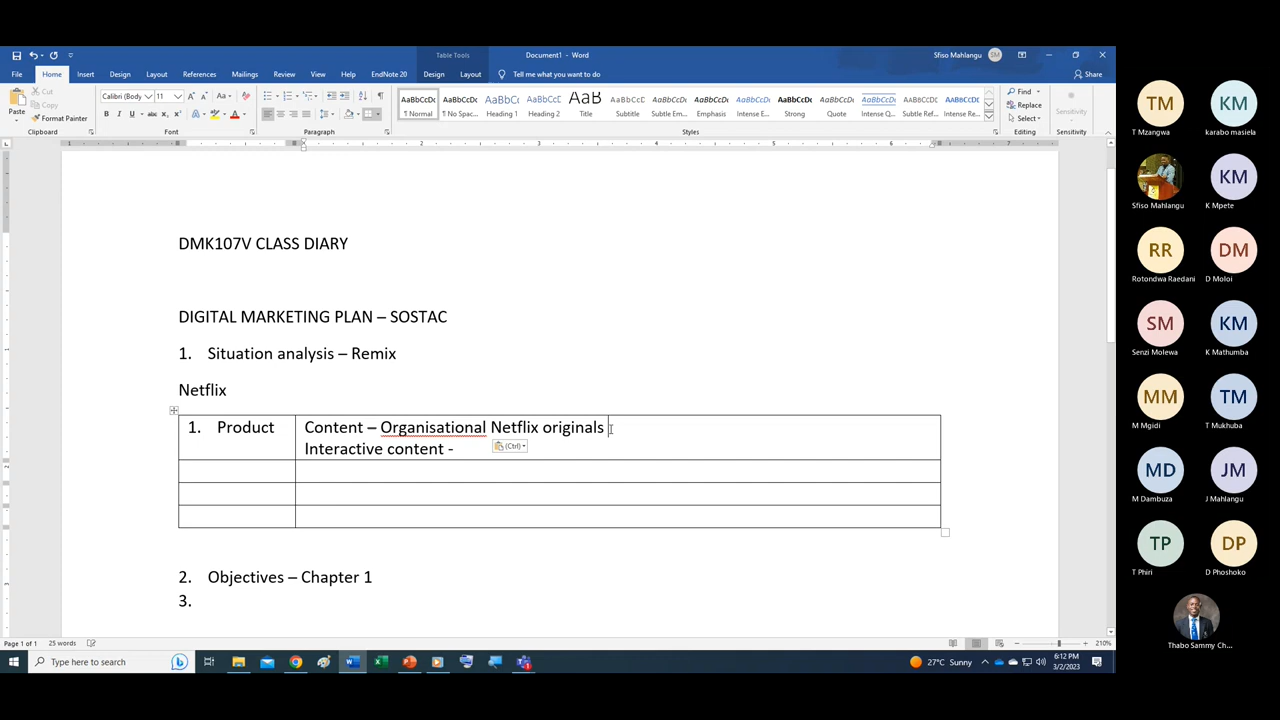 Table Tools
Document1 - Word
Sfiso Mahlangu SM
File Home Insert Design Layout References Mailings Review View Help EndNote 20 Design Layout Tell me what you want to do Share
Paste
Cut
Copy
Format Painter
Calibri (Body 11
AaBbCcDc AaBbCcDc AaBbCc AaBbCcC AaB AaBbCcD AaBbCcDc AaBbCcDc AaBbCcDc AaBbCcDc AaBbCcDc AaBbCcDc AaBbCcDc AaBbCcDc
¶ Normal ¶ No Spac... Heading 1 Heading 2 Title Subtitle Subtle Em... Emphasis Intense E... Strong Quote Intense Q... Subtle Ref... Intense Re...
Find
Replace
Select
Sensitivity
Clipboard Font Paragraph Styles Editing Sensitivity
DMK107V CLASS DIARY
DIGITAL MARKETING PLAN – SOSTAC
1. Situation analysis – Remix
Netflix
1. Product Content – Organisational Netflix originals
Interactive content -
(Ctrl)
2. Objectives – Chapter 1
3.
Page 1 of 1 25 words 210%
Type here to search
27°C Sunny
6:12 PM
3/2/2023
TM KM
T Mzangwa karabo masiela
KM
Sfiso Mahlangu K Mpete
RR DM
Rotondwa Raedani D Moloi
SM KM
Senzi Molewa K Mathumba
MM TM
M Mgidi T Mukhuba
MD JM
M Dambuza J Mahlangu
TP DP
T Phiri D Phoshoko
Thabo Sammy Ch...